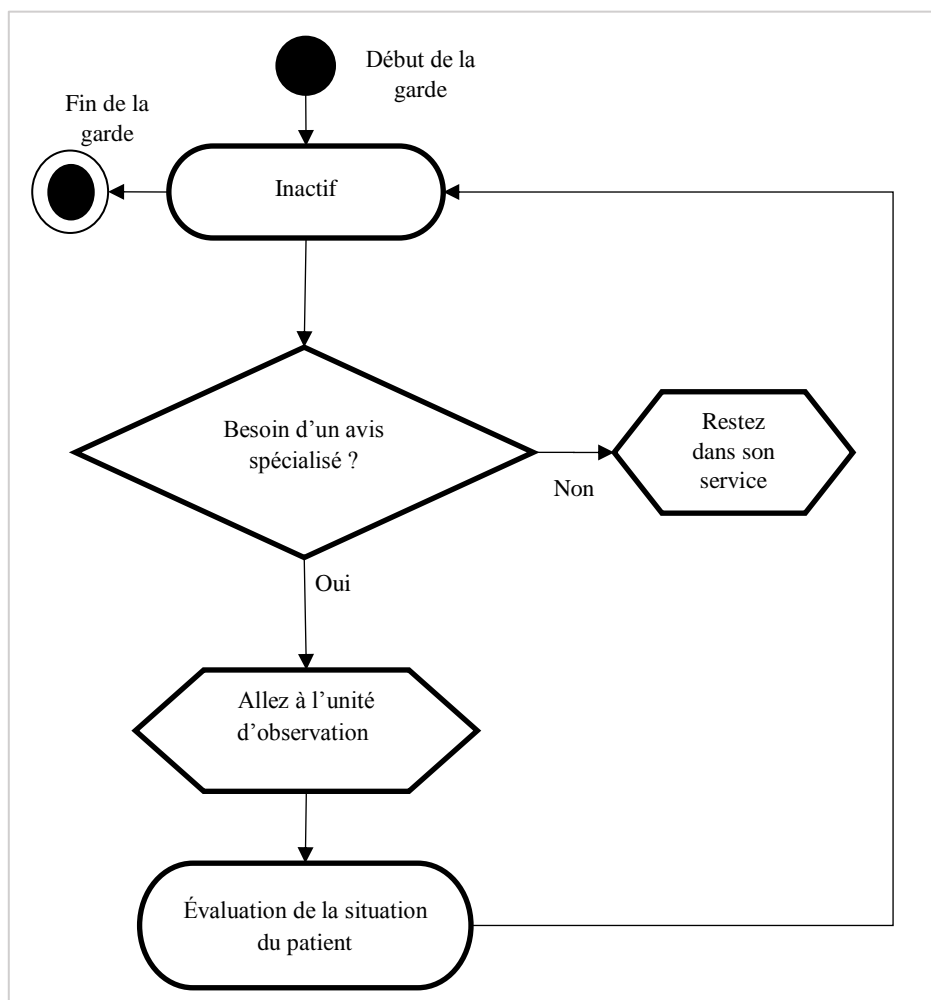 Début de la
garde
Fin de la
garde
Inactif
Besoin d’un avis
spécialisé ?
Non
Restez
dans son
service
Oui
Allez à l’unité
d’observation
Évaluation de la situation
du patient